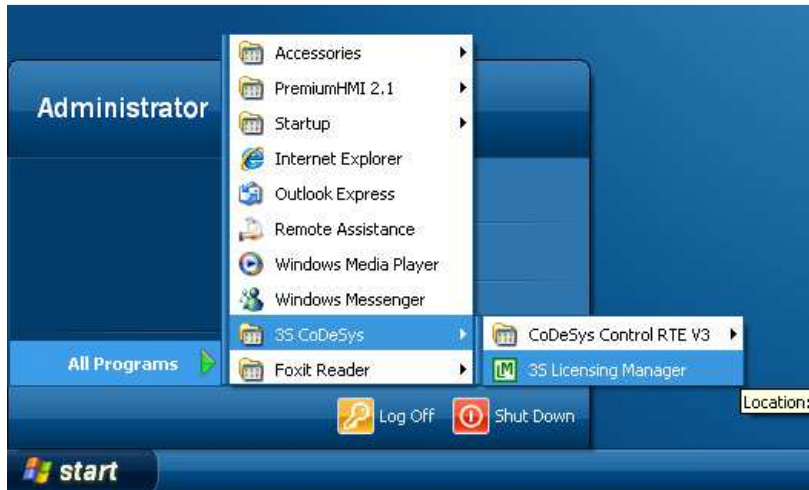 Administrator
Accessories
PremiumHMI 2.1
Startup
Internet Explorer
Outlook Express
Remote Assistance
Windows Media Player
Windows Messenger
3S CoDeSys
CoDeSys Control RTE V3
All Programs
Foxit Reader
3S Licensing Manager
Location:
Log Off
Shut Down
start